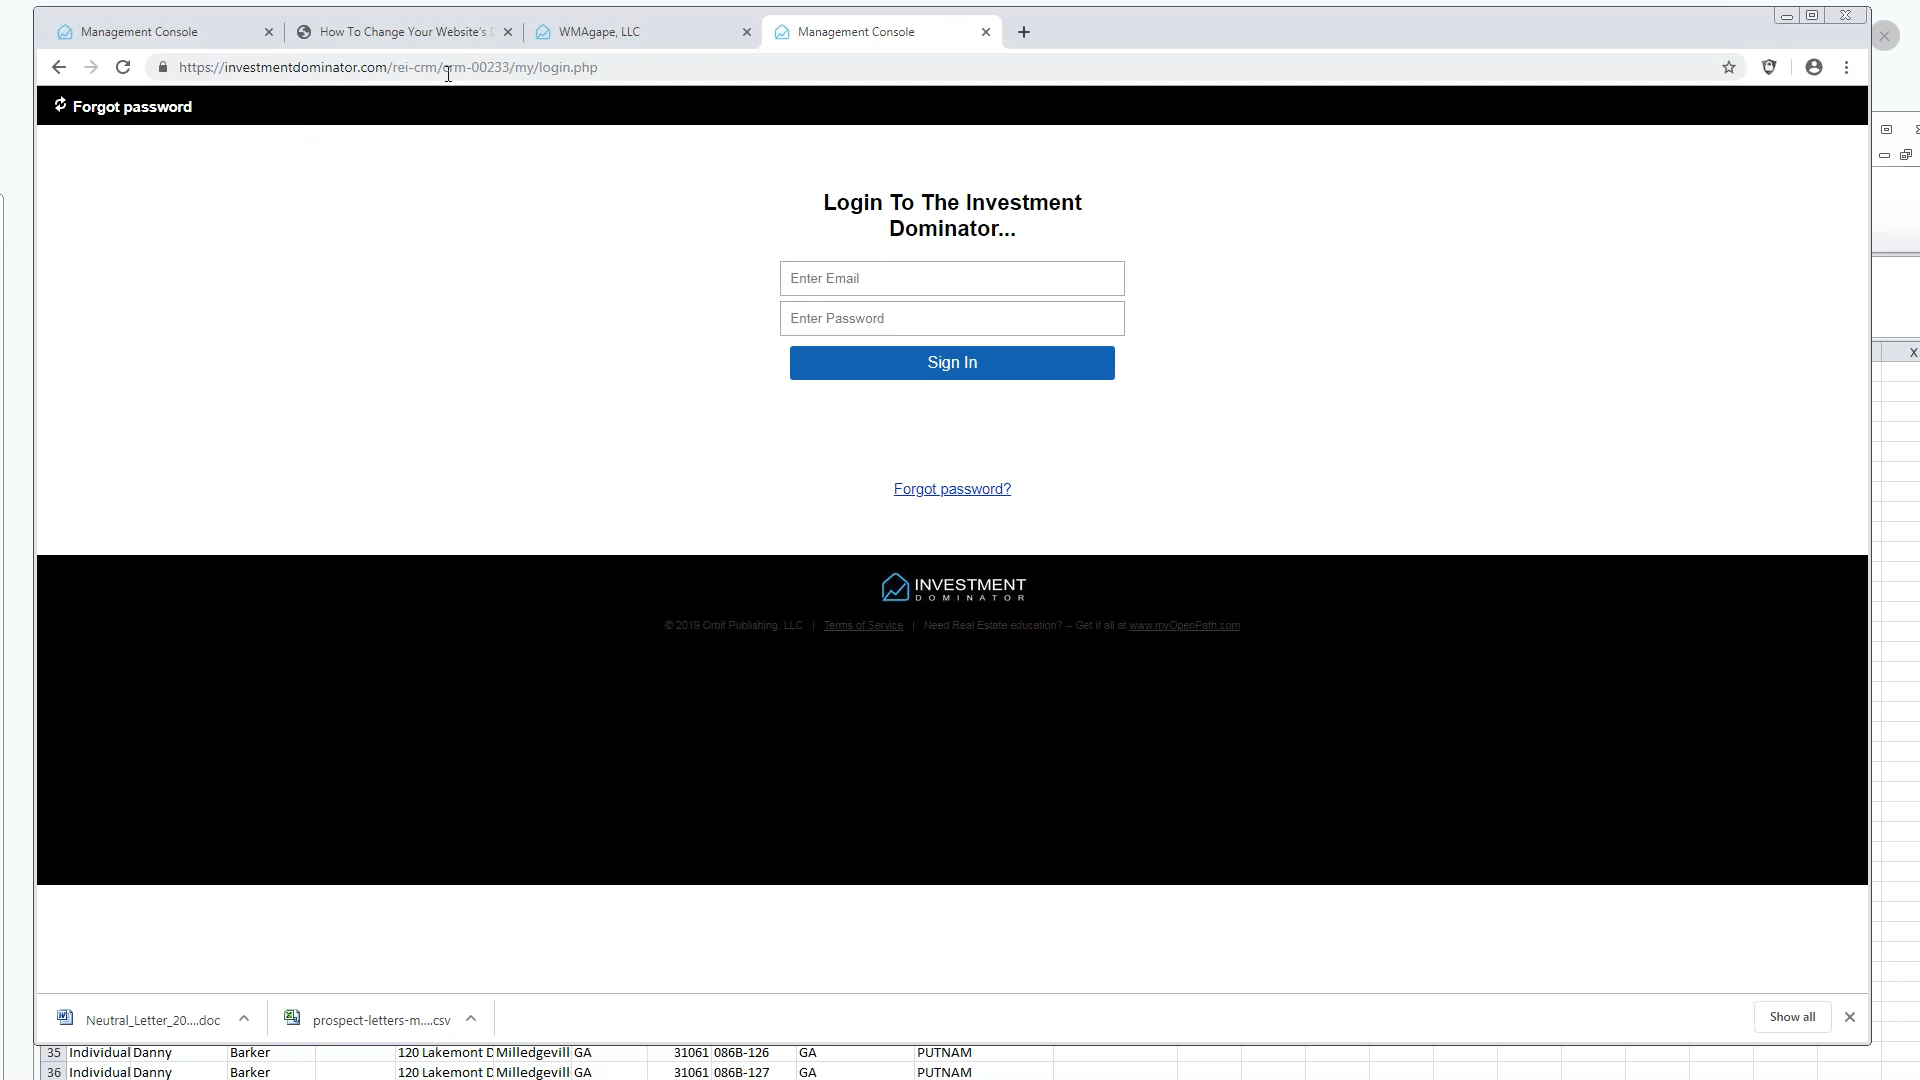 Management Console
How To Change Your Website's D
WMAgape, LLC
Management Console
https://investmentdominator.com/rei-crm/crm-00233/my/login.php
Forgot password
Login To The Investment
Dominator...
Enter Email
Enter Password
Sign In
Forgot password?
INVESTMENT
DOMINATOR
© 2019 Orbit Publishing, LLC | Terms of Service | Need Real Estate education? – Get it all at www.myOpenPath.com
X
Neutral_Letter_20....doc
prospect-letters-m....csv
Show all
35 Individual Danny Barker 120 Lakemont D Milledgevill GA 31061 086B-126 GA PUTNAM
36 Individual Danny Barker 120 Lakemont D Milledgevill GA 31061 086B-127 GA PUTNAM